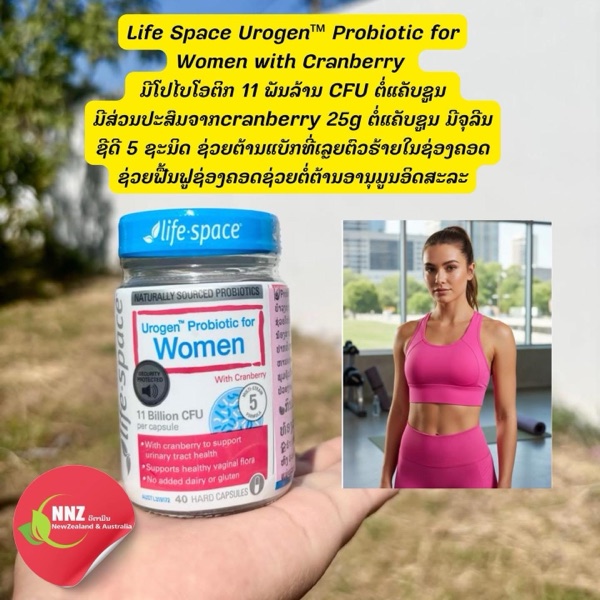 Life Space Urogen™ Probiotic for
Women with Cranberry
ມີໂປໄບໂອຕິກ 11 ພັນລ້ານ CFU ຕໍ່ແຄັບຊູນ
ມີສ່ວນປະສົມຈາກcranberry 25g ຕໍ່ແຄັບຊູນ ມີຈຸລິນ
ຊີດີ 5 ຊະນິດ ຊ່ວຍຕ້ານແບັກທີ່ເລຼຍຕົວຮ້າຍໃນຊ່ອງຄອດ
ຊ່ວຍຟື້ນຟູຊ່ອງຄອດຊ່ວຍຕໍ່ຕ້ານອານຸມູນອິດສະລະ
life-space
NATURALLY SOURCED PROBIOTICS
life-space
Urogen™ Probiotic for
Women
With Cranberry
SECURITY
PROTECTED
11 Billion CFU
per capsule
5
•With cranberry to support
urinary tract health
•Supports healthy vaginal flora
•No added dairy or gluten
40 HARD CAPSULES
NNZ
NewZealand & Australia